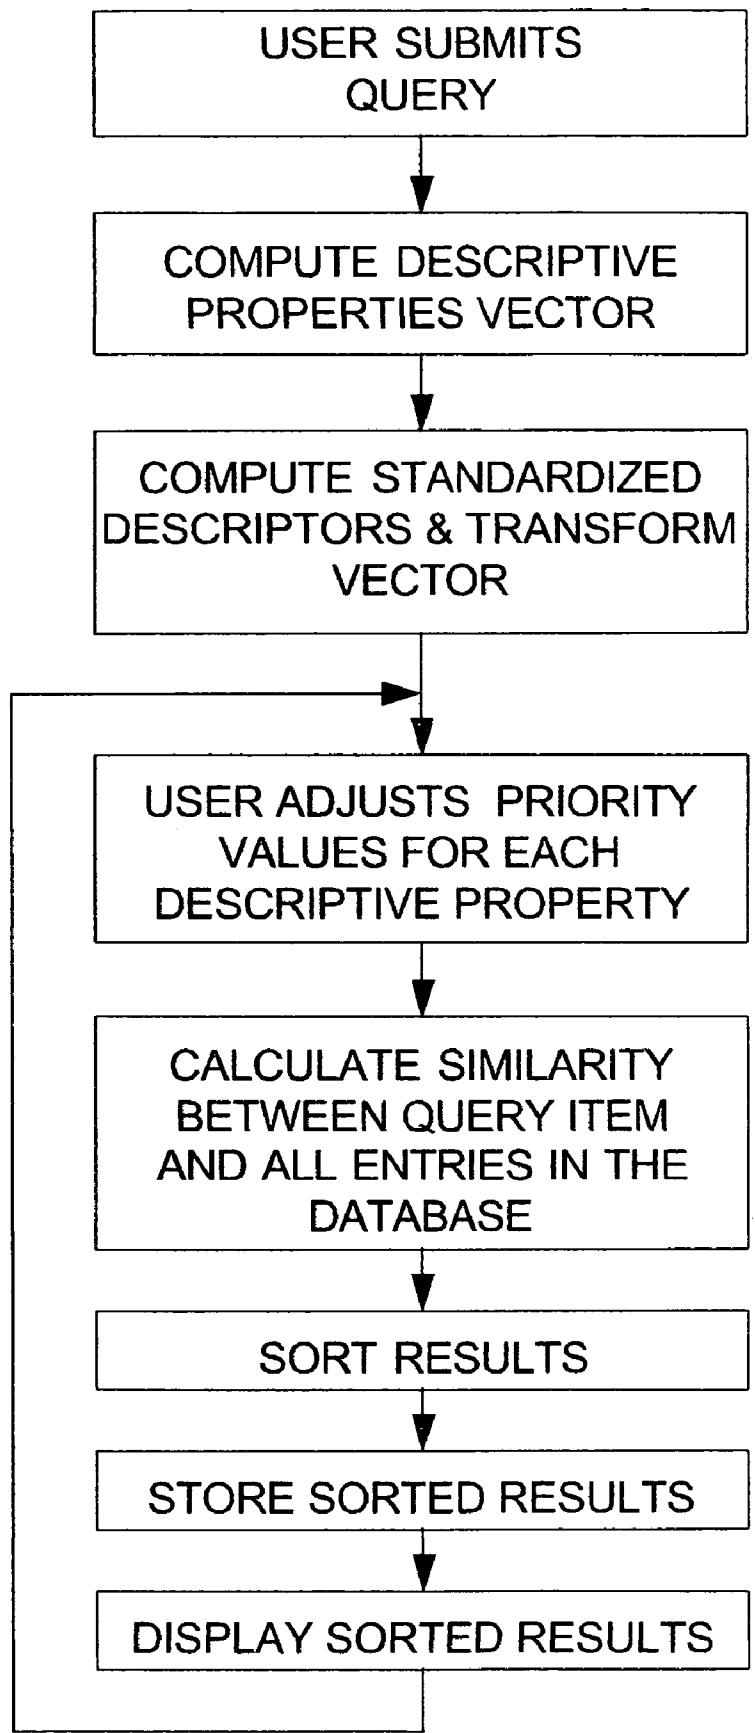 USER SUBMITS
QUERY
COMPUTE DESCRIPTIVE
PROPERTIES VECTOR
COMPUTE STANDARDIZED
DESCRIPTORS & TRANSFORM
VECTOR
USER ADJUSTS PRIORITY
VALUES FOR EACH
DESCRIPTIVE PROPERTY
CALCULATE SIMILARITY
BETWEEN QUERY ITEM
AND ALL ENTRIES IN THE
DATABASE
SORT RESULTS
STORE SORTED RESULTS
DISPLAY SORTED RESULTS